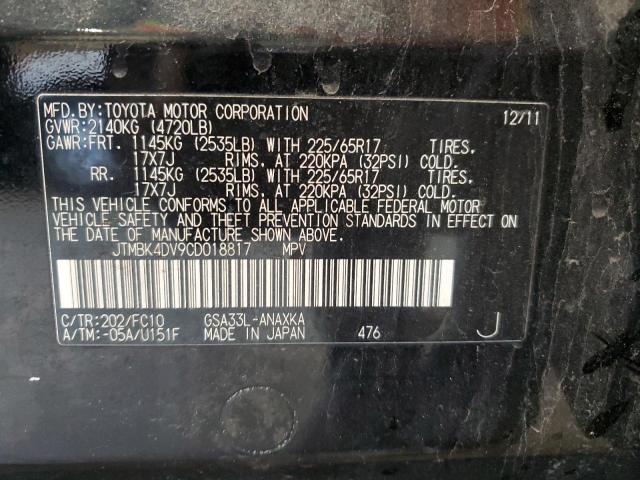 MFD.BY:TOYOTA MOTOR CORPORATION 12/11
GVWR:2140KG (4720LB)
GAWR:FRT. 1145KG (2535LB) WITH 225/65R17 TIRES.
17X7J RIMS. AT 220KPA (32PSI) COLD.
RR. 1145KG (2535LB) WITH 225/65R17 TIRES.
17X7J RIMS. AT 220KPA (32PSI) COLD.
THIS VEHICLE CONFORMS TO ALL APPLICABLE FEDERAL MOTOR
VEHICLE SAFETY AND THEFT PREVENTION STANDARDS IN EFFECT ON
THE DATE OF MANUFACTURE SHOWN ABOVE.
JTMBK4DV9CD018817 MPV
C/TR:202/FC10 GSA33L-ANAXKA
A/TM:-05A/U151F MADE IN JAPAN 476 J